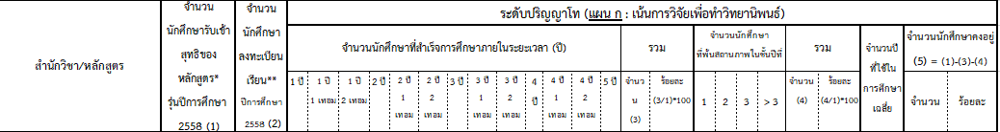 สำนักวิชา/หลักสูตร
จำนวน
นักศึกษารับเข้า
สุทธิของ
หลักสูตร*
รุ่นปีการศึกษา
2558 (1)
จำนวน
นักศึกษา
ลงทะเบียน
เรียน**
ปีการศึกษา
2558 (2)
ระดับปริญญาโท (แผน ก : เน้นการวิจัยเพื่อทำวิทยานิพนธ์)
จำนวนนักศึกษาที่สำเร็จการศึกษาภายในระยะเวลา (ปี)
1 ปี
1 ปี
1 เทอม
1 ปี
2 เทอม
2 ปี
2 ปี
1
เทอม
2 ปี
2
เทอม
3 ปี
3 ปี
1
เทอม
3 ปี
2
เทอม
4
ปี
4 ปี
1
เทอม
4 ปี
2
เทอม
5 ปี
รวม
จำนว
น
(3)
ร้อยละ
(3/1)*100
จำนวนนักศึกษา
ที่พ้นสถานภาพในชั้นปีที่
1
2
3
> 3
รวม
จำนวน
(4)
ร้อยละ
(4/1)*100
จำนวนปี
ที่ใช้ใน
การศึกษา
เฉลี่ย
จำนวนนักศึกษาคงอยู่
(5) = (1)-(3)-(4)
จำนวน
ร้อยละ